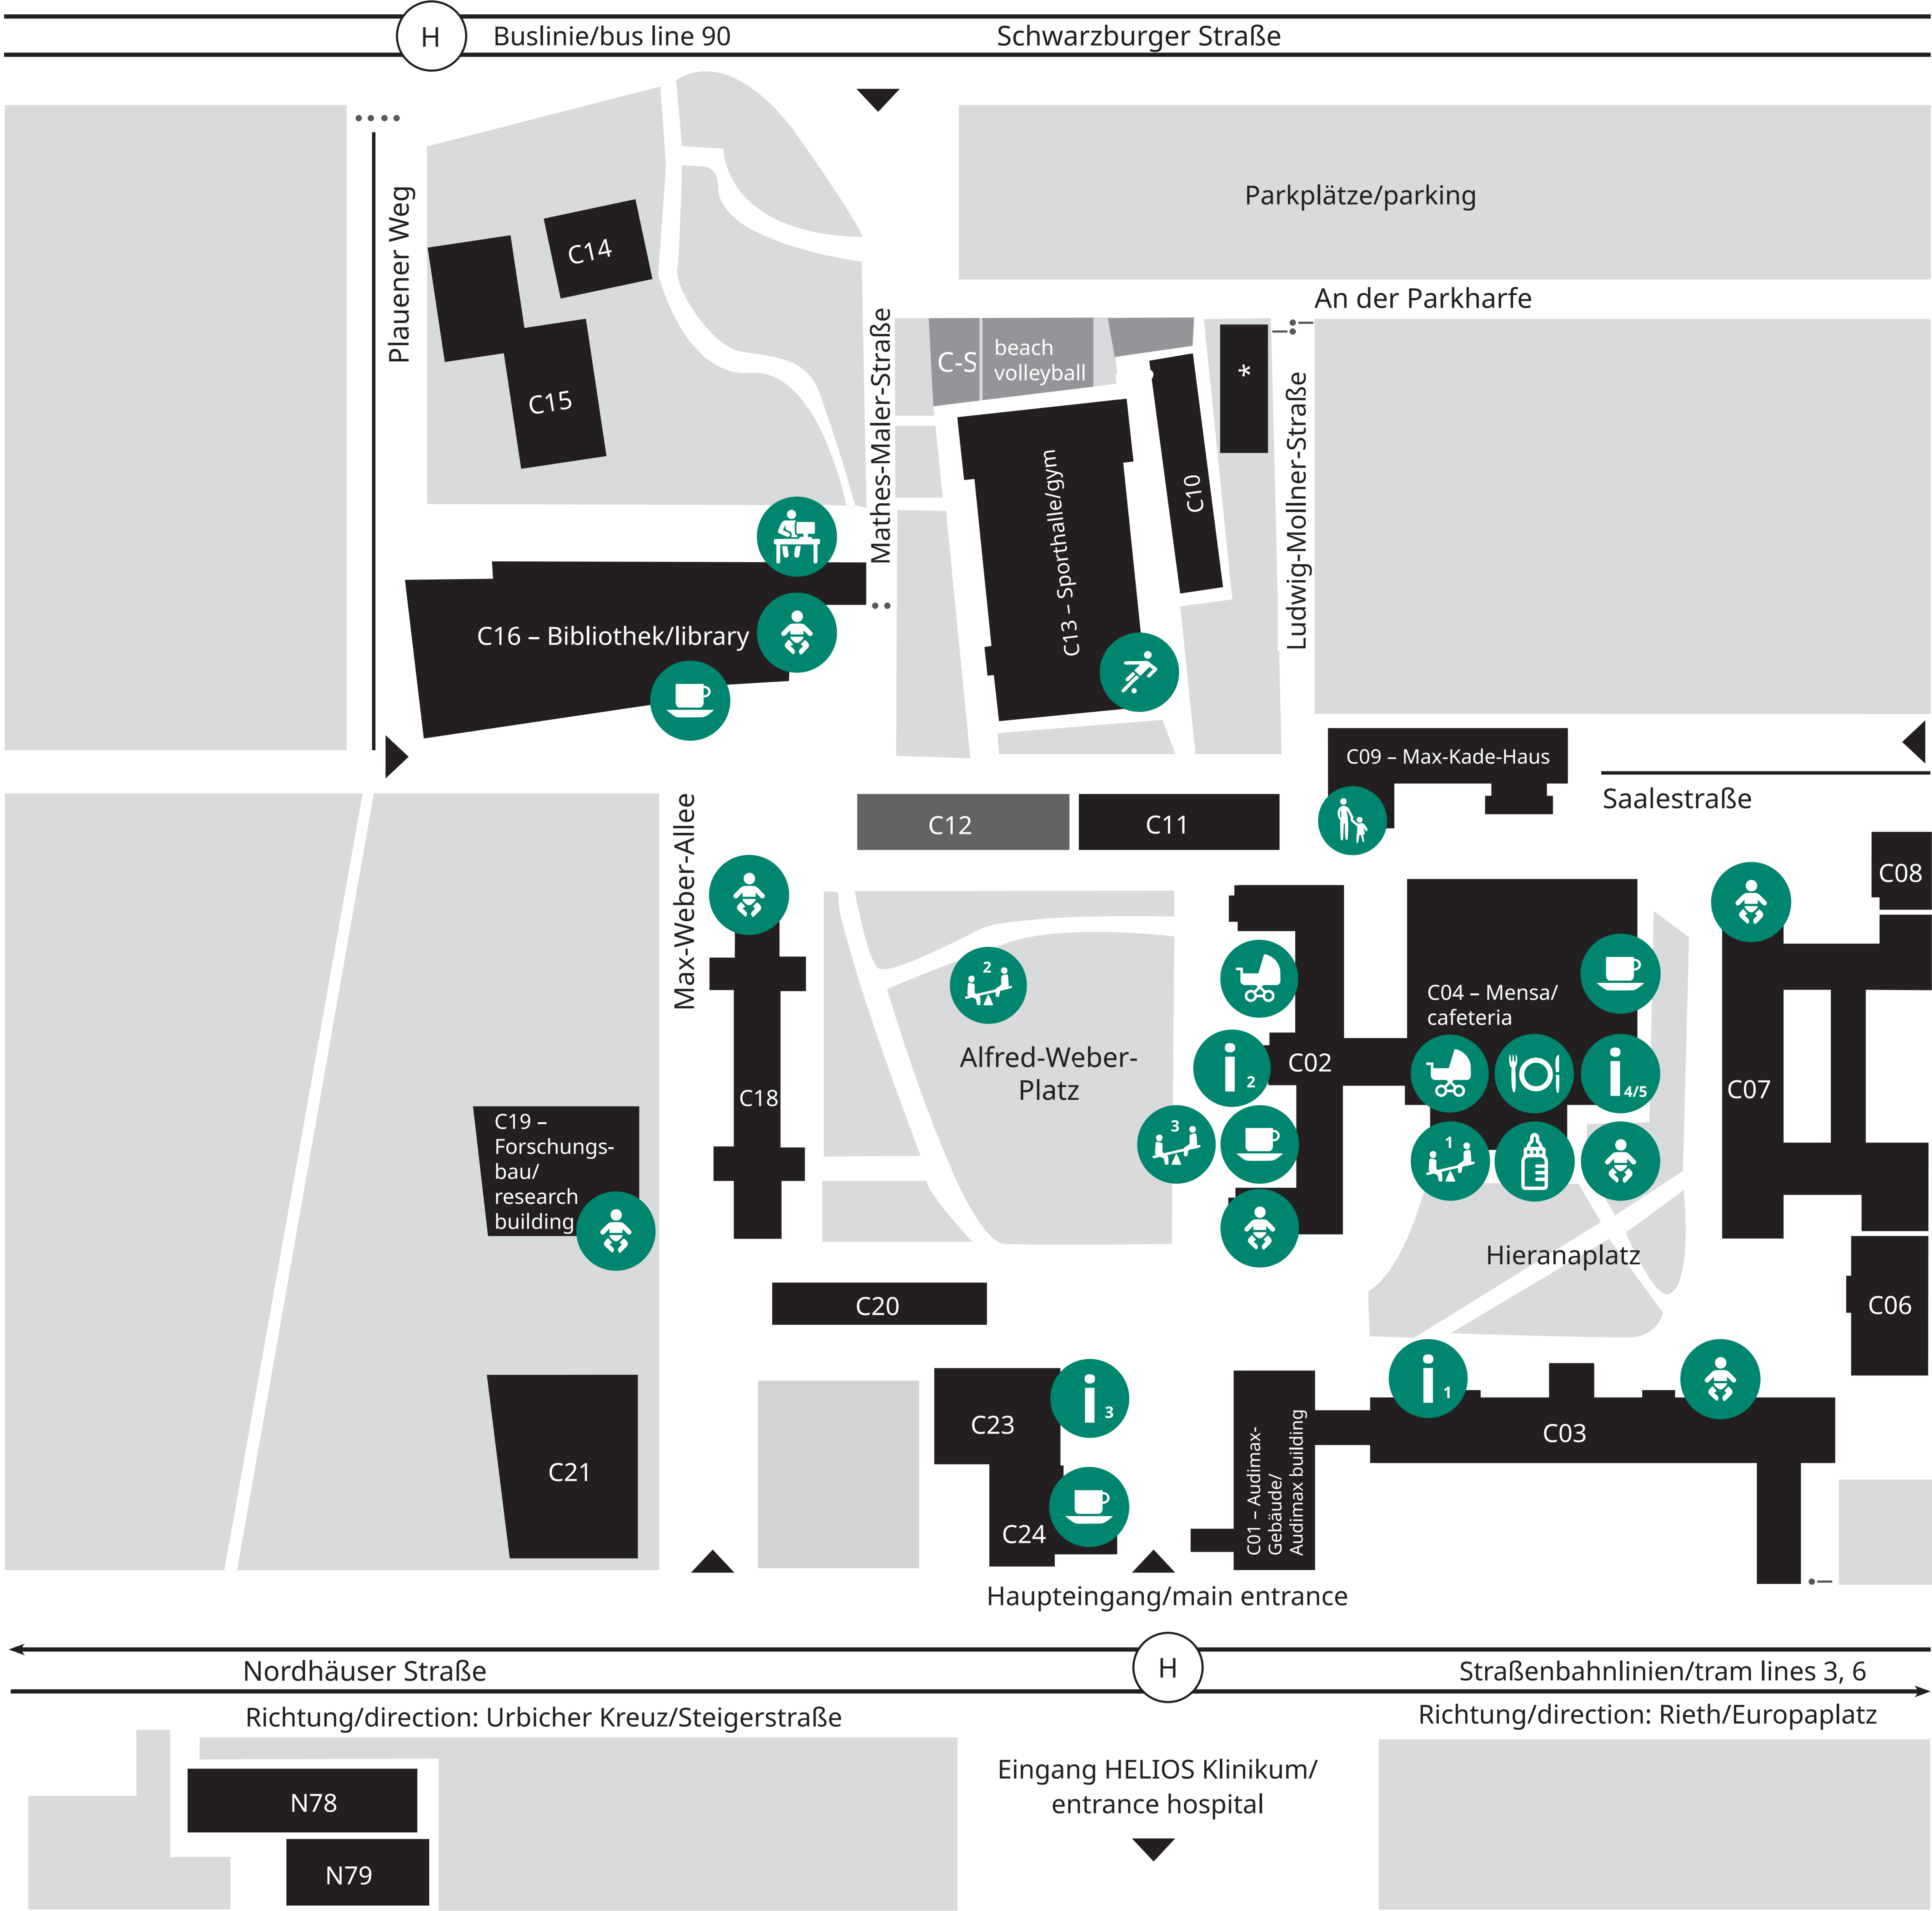 H
Buslinie/bus line 90
Schwarzburger Straße
Parkplätze/parking
An der Parkharfe
Plauener Weg
C14
C15
Mathes-Maler-Straße
C-S
beach
volleyball
*
C10
C13 – Sporthalle/gym
Ludwig-Mollner-Straße
C16 – Bibliothek/library
C09 – Max-Kade-Haus
Saalestraße
Max-Weber-Allee
C12
C11
C08
2
Alfred-Weber-
Platz
C02
2
3
C04 – Mensa/
cafeteria
4/5
1
C07
C18
C19 –
Forschungs-
bau/
research
building
Hieranaplatz
C06
C20
C21
C23
3
C24
C01 – Audimax-
Gebäude/
Audimax building
1
C03
Haupteingang/main entrance
Nordhäuser Straße
H
Straßenbahnlinien/tram lines 3, 6
Richtung/direction: Urbicher Kreuz/Steigerstraße
Richtung/direction: Rieth/Europaplatz
Eingang HELIOS Klinikum/
entrance hospital
N78
N79